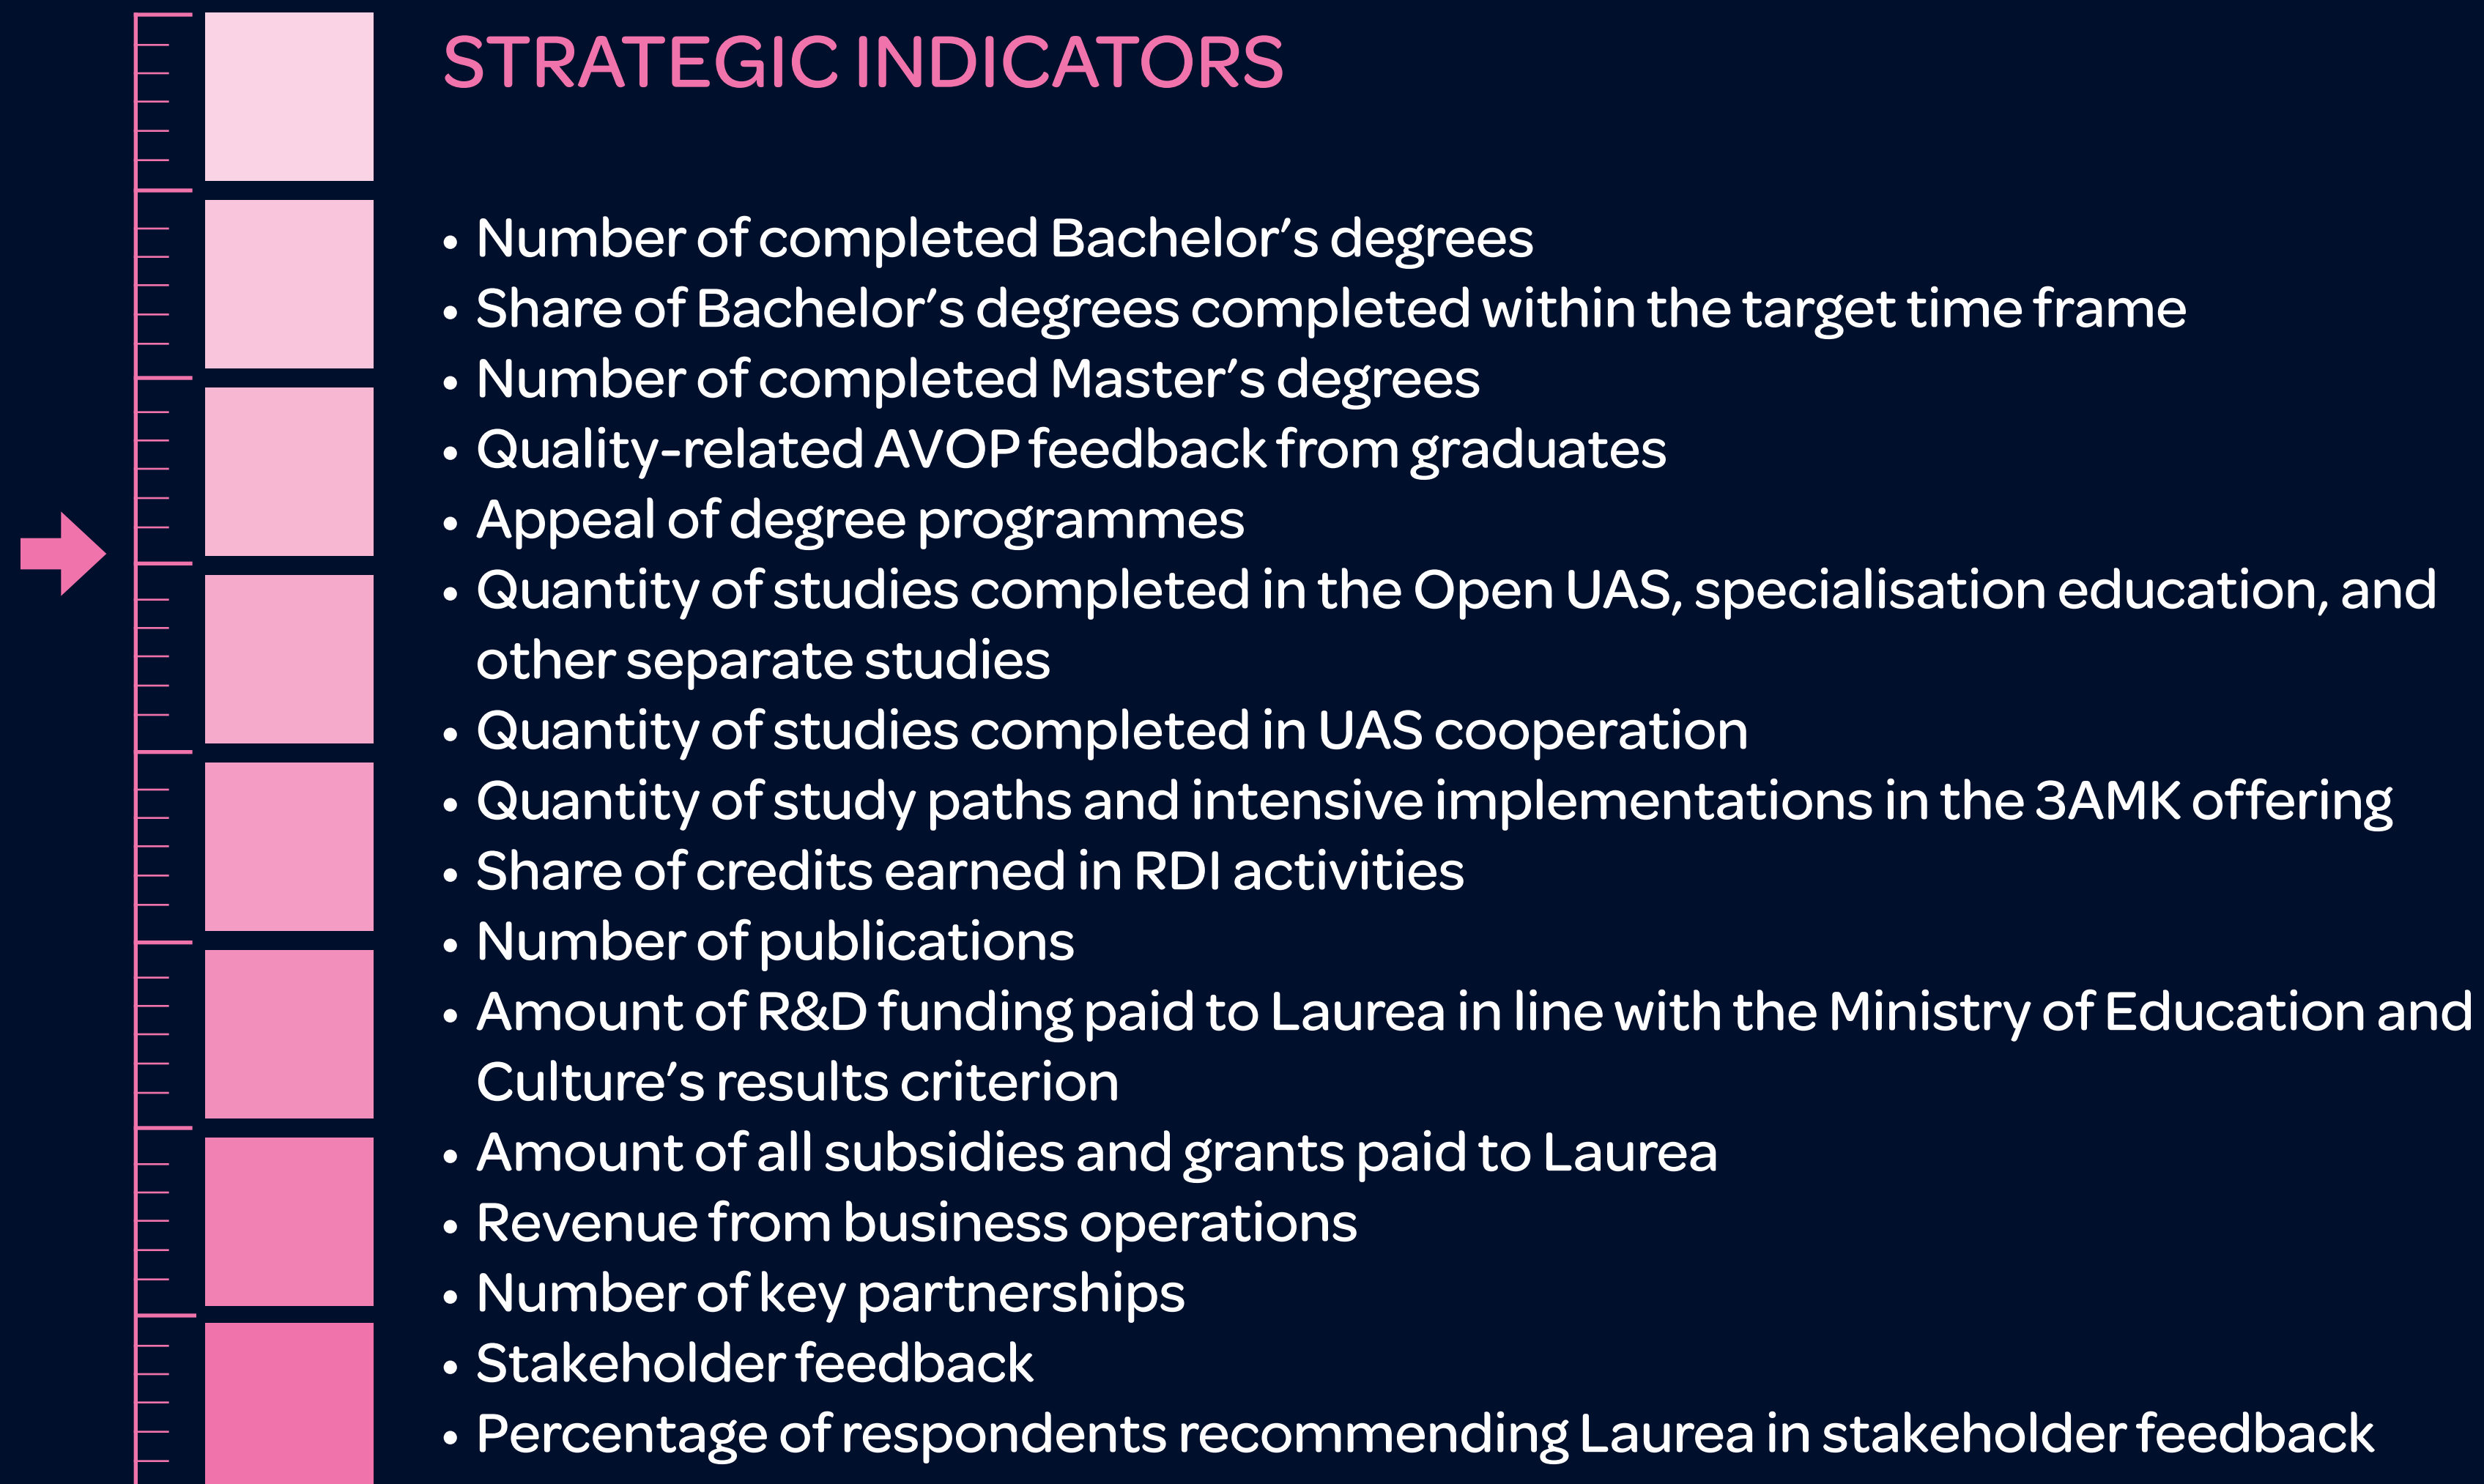 STRATEGIC INDICATORS
• Number of completed Bachelor’s degrees
• Share of Bachelor’s degrees completed within the target time frame
• Number of completed Master’s degrees
• Quality-related AVOP feedback from graduates
• Appeal of degree programmes
• Quantity of studies completed in the Open UAS, specialisation education, and
other separate studies
• Quantity of studies completed in UAS cooperation
• Quantity of study paths and intensive implementations in the 3AMK offering
• Share of credits earned in RDI activities
• Number of publications
• Amount of R&D funding paid to Laurea in line with the Ministry of Education and
Culture’s results criterion
• Amount of all subsidies and grants paid to Laurea
• Revenue from business operations
• Number of key partnerships
• Stakeholder feedback
• Percentage of respondents recommending Laurea in stakeholder feedback